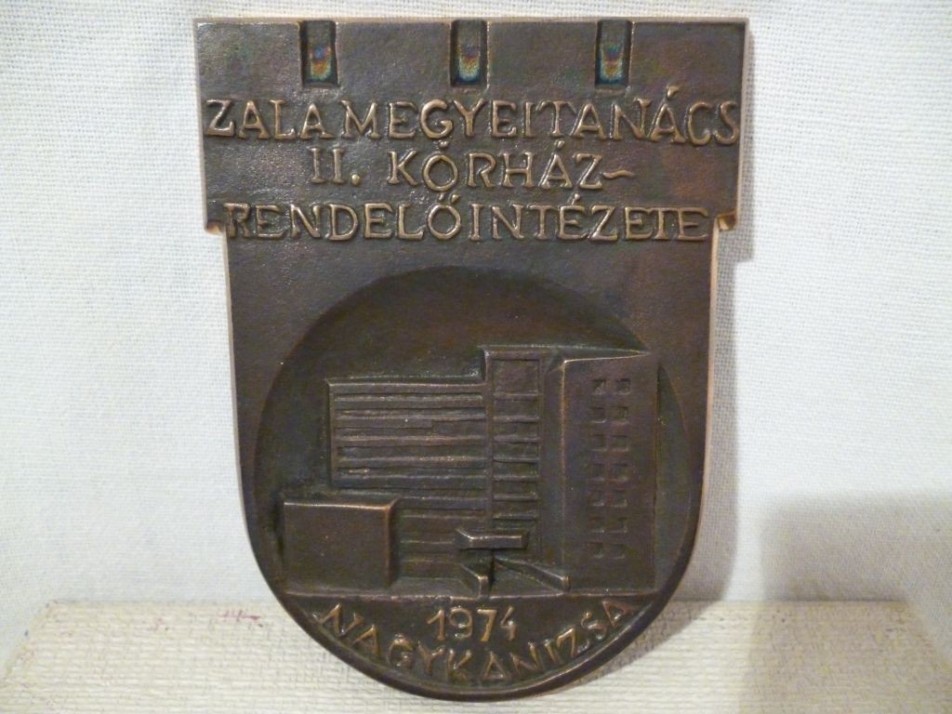 ZALA MEGYEI TANÁCS
II. KÓRHÁZ~
RENDELŐINTÉZETE
1974
NAGYKANIZSA